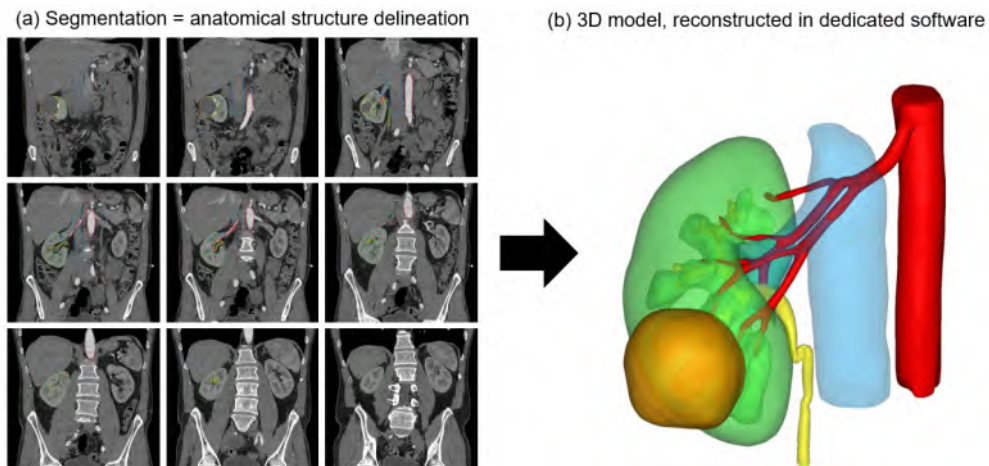 (a) Segmentation = anatomical structure delineation
(b) 3D model, reconstructed in dedicated software